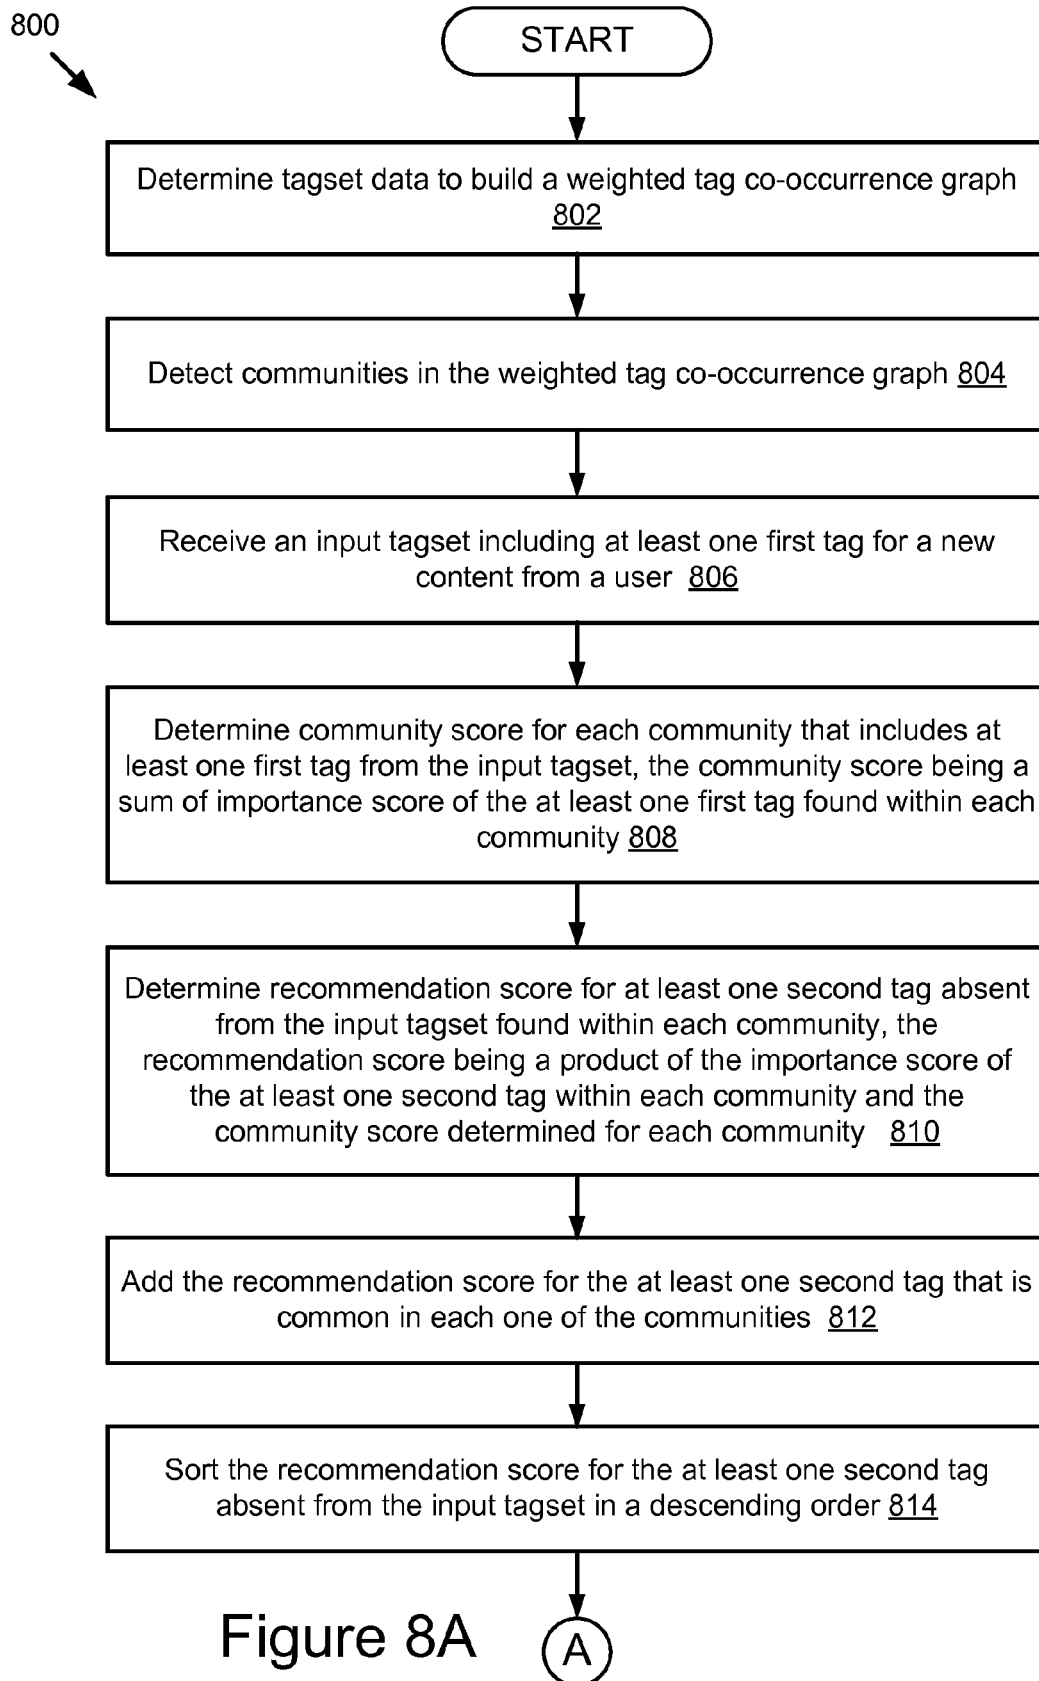 800
START
Determine tagset data to build a weighted tag co-occurrence graph
802
Detect communities in the weighted tag co-occurrence graph 804
Receive an input tagset including at least one first tag for a new
content from a user 806
Determine community score for each community that includes at
least one first tag from the input tagset, the community score being a
sum of importance score of the at least one first tag found within each
community 808
Determine recommendation score for at least one second tag absent
from the input tagset found within each community, the
recommendation score being a product of the importance score of
the at least one second tag within each community and the
community score determined for each community 810
Add the recommendation score for the at least one second tag that is
common in each one of the communities 812
Sort the recommendation score for the at least one second tag
absent from the input tagset in a descending order 814
Figure 8A
A